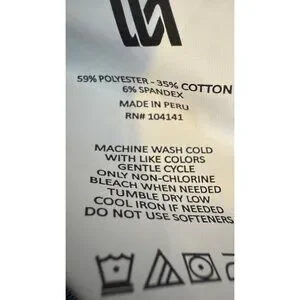 59% POLYESTER - 35% COTTON
6% SPANDEX
MADE IN PERU
RN# 104141
MACHINE WASH COLD
WITH LIKE COLORS
GENTLE CYCLE
ONLY NON-CHLORINE
BLEACH WHEN NEEDED
TUMBLE DRY LOW
COOL IRON IF NEEDED
DO NOT USE SOFTENERS